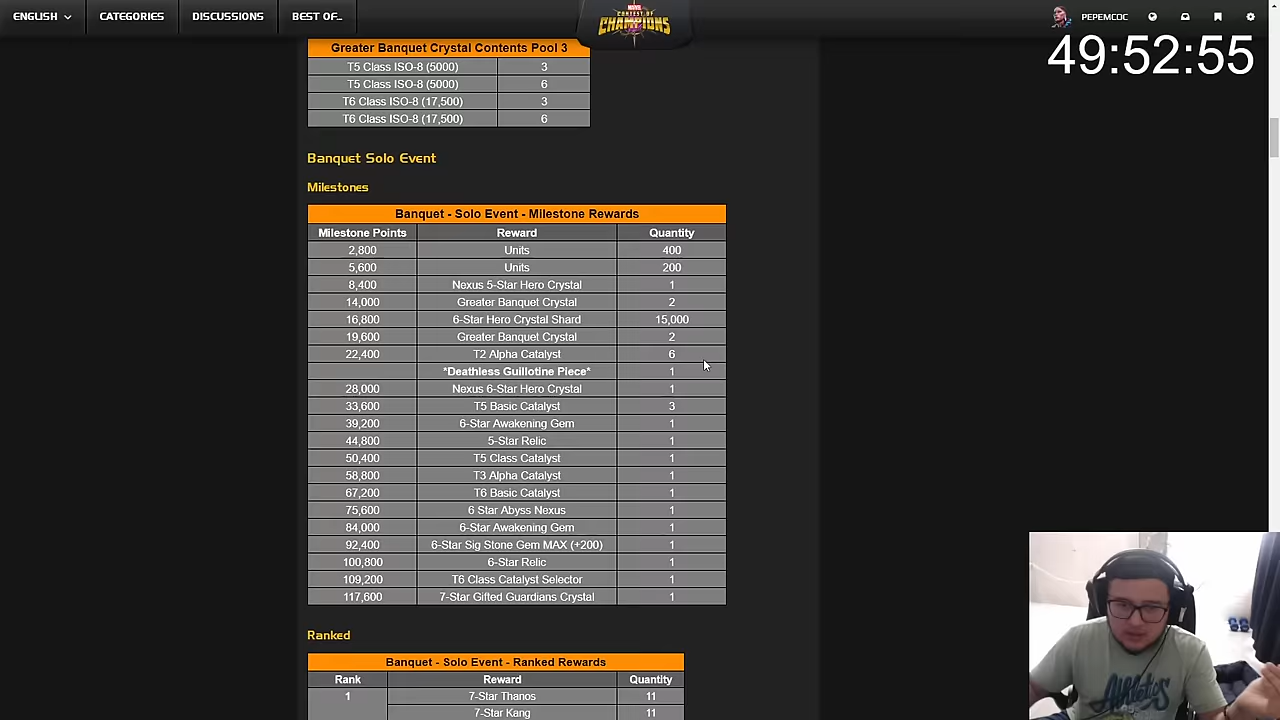 ENGLISH CATEGORIES DISCUSSIONS BEST OF... MARVEL CONTEST OF CHAMPIONS PEPEMCOC
49:52:55
Greater Banquet Crystal Contents Pool 3
T5 Class ISO-8 (5000) 3
T5 Class ISO-8 (5000) 6
T6 Class ISO-8 (17,500) 3
T6 Class ISO-8 (17,500) 6
Banquet Solo Event
Milestones
Banquet - Solo Event - Milestone Rewards
Milestone Points Reward Quantity
2,800 Units 400
5,600 Units 200
8,400 Nexus 5-Star Hero Crystal 1
14,000 Greater Banquet Crystal 2
16,800 6-Star Hero Crystal Shard 15,000
19,600 Greater Banquet Crystal 2
22,400 T2 Alpha Catalyst 6
*Deathless Guillotine Piece* 1
28,000 Nexus 6-Star Hero Crystal 1
33,600 T5 Basic Catalyst 3
39,200 6-Star Awakening Gem 1
44,800 5-Star Relic 1
50,400 T5 Class Catalyst 1
58,800 T3 Alpha Catalyst 1
67,200 T6 Basic Catalyst 1
75,600 6 Star Abyss Nexus 1
84,000 6-Star Awakening Gem 1
92,400 6-Star Sig Stone Gem MAX (+200) 1
100,800 6-Star Relic 1
109,200 T6 Class Catalyst Selector 1
117,600 7-Star Gifted Guardians Crystal 1
Ranked
Banquet - Solo Event - Ranked Rewards
Rank Reward Quantity
1 7-Star Thanos 11
7-Star Kang 11
Athletics